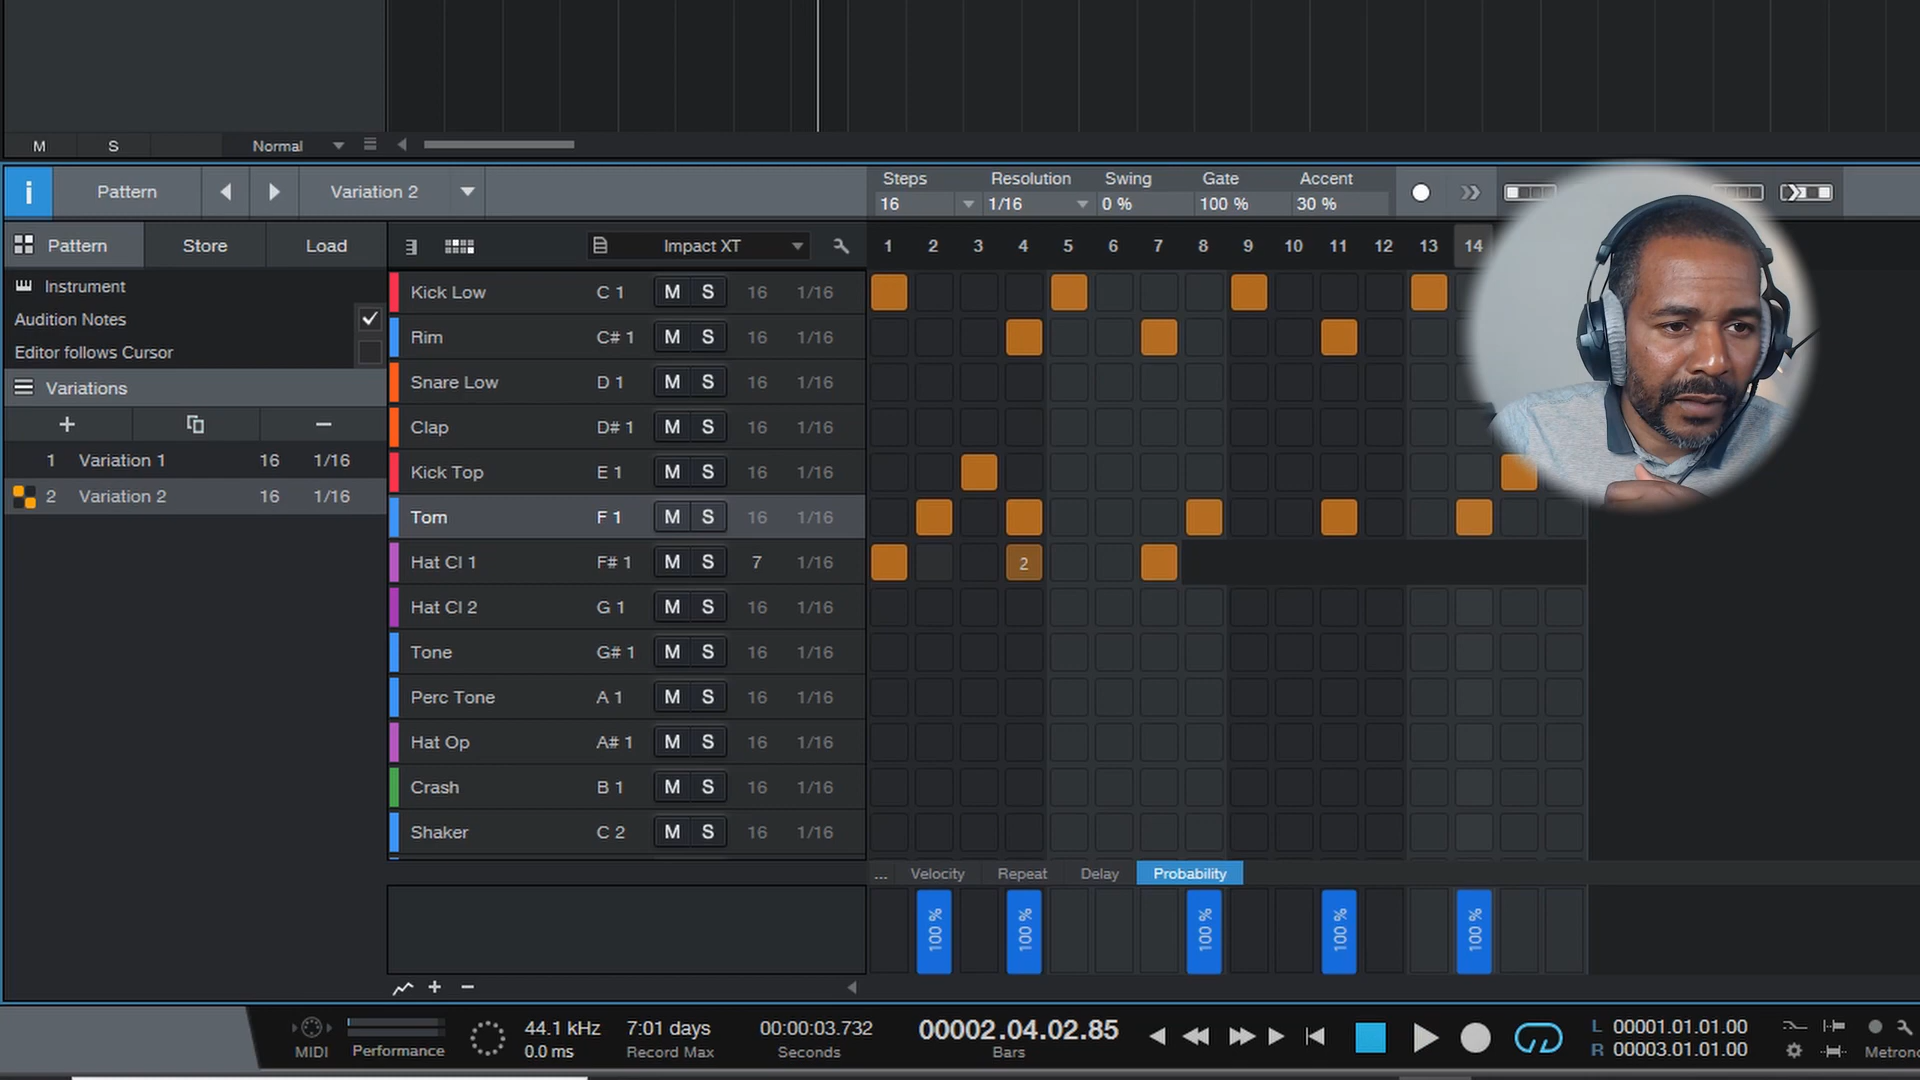 M S Normal
i Pattern Variation 2
Steps Resolution Swing Gate Accent
16 1/16 0 % 100 % 30 %
Pattern Store Load
Impact XT
1 2 3 4 5 6 7 8 9 10 11 12 13 14
Instrument
Audition Notes
Editor follows Cursor
Variations
+ −
1 Variation 1 16 1/16
2 Variation 2 16 1/16
Kick Low C 1 M S 16 1/16
Rim C# 1 M S 16 1/16
Snare Low D 1 M S 16 1/16
Clap D# 1 M S 16 1/16
Kick Top E 1 M S 16 1/16
Tom F 1 M S 16 1/16
Hat Cl 1 F# 1 M S 7 1/16 2
Hat Cl 2 G 1 M S 16 1/16
Tone G# 1 M S 16 1/16
Perc Tone A 1 M S 16 1/16
Hat Op A# 1 M S 16 1/16
Crash B 1 M S 16 1/16
Shaker C 2 M S 16 1/16
... Velocity Repeat Delay Probability
100 % 100 % 100 % 100 % 100 %
+ −
44.1 kHz 7:01 days 00:00:03.732 00002.04.02.85 L 00001.01.01.00
MIDI Performance 0.0 ms Record Max Seconds Bars R 00003.01.01.00 Metron